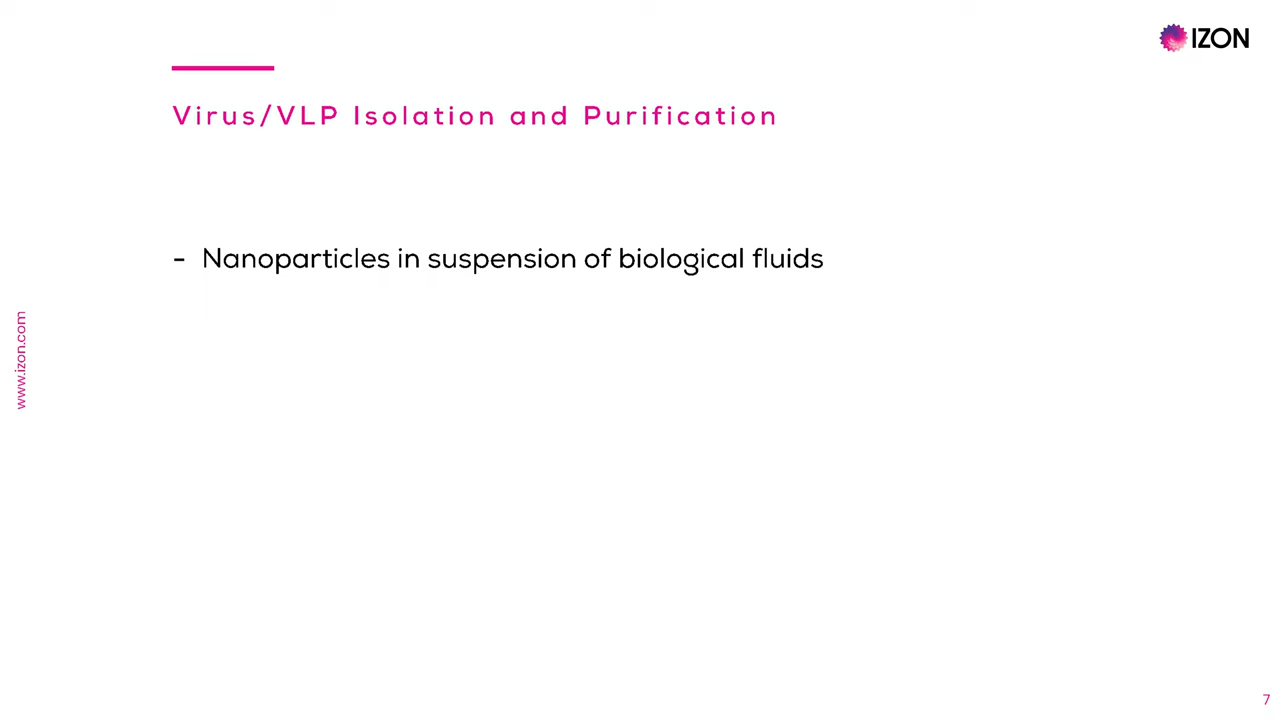 IZON
Virus/VLP Isolation and Purification
- Nanoparticles in suspension of biological fluids
www.izon.com
7